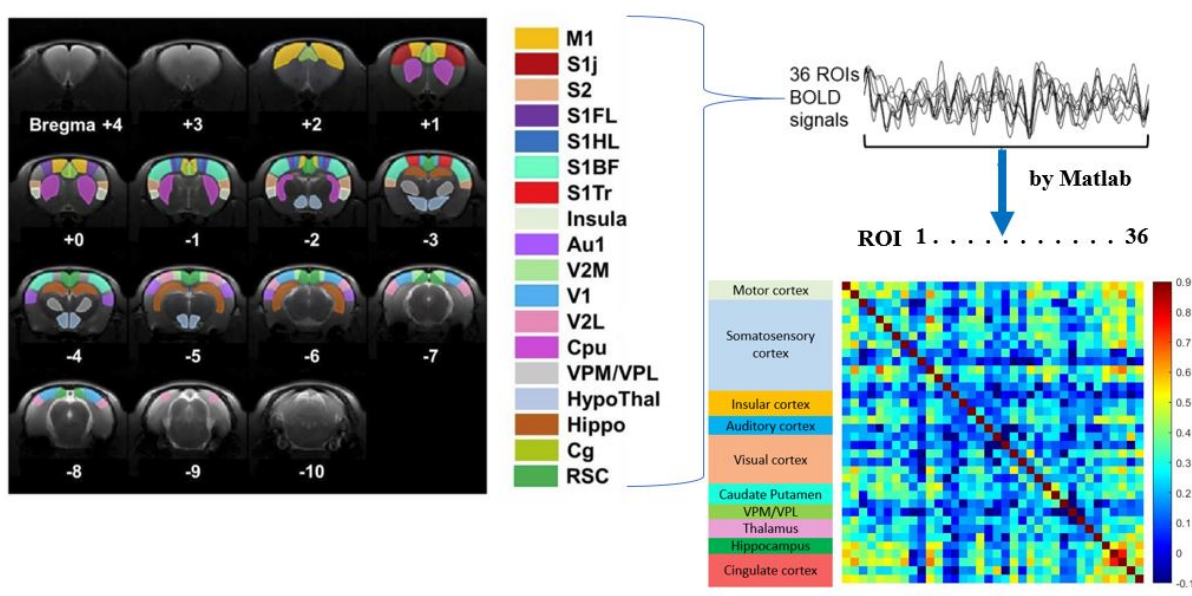 Bregma +4
+3
+2
+1
+0
-1
-2
-3
-4
-5
-6
-7
-8
-9
-10
M1
S1j
S2
S1FL
S1HL
S1BF
S1Tr
Insula
Au1
V2M
V1
V2L
Cpu
VPM/VPL
HypoThal
Hippo
Cg
RSC
36 ROIs
BOLD
signals
by Matlab
ROI 1 . . . . . . . . . . . 36
Motor cortex
Somatosensory
cortex
Insular cortex
Auditory cortex
Visual cortex
Caudate Putamen
VPM/VPL
Thalamus
Hippocampus
Cingulate cortex
0.9
0.8
0.7
0.6
0.5
0.4
0.3
0.2
0.1
0
-0.1